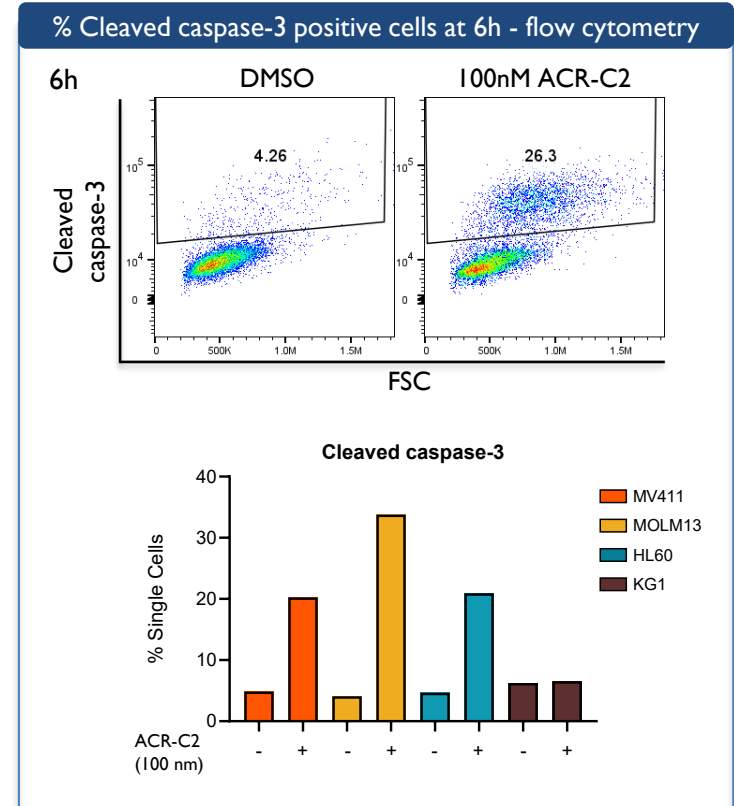 % Cleaved caspase-3 positive cells at 6h - flow cytometry
6h
DMSO
100nM ACR-C2
Cleaved
caspase-3
10^5
10^4
0
4.26
0
500K
1.0M
1.5M
10^5
10^4
0
26.3
0
500K
1.0M
1.5M
FSC
Cleaved caspase-3
% Single Cells
40
30
20
10
0
MV411
MOLM13
HL60
KG1
ACR-C2
(100 nm)
- + - + - + - +